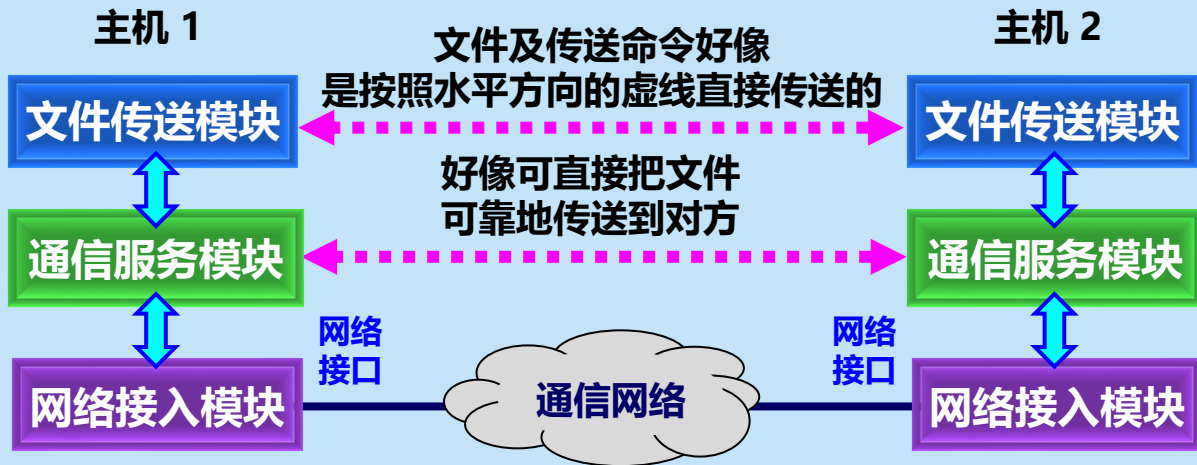 主机 1
主机 2
文件及传送命令好像
是按照水平方向的虚线直接传送的
文件传送模块
文件传送模块
好像可直接把文件
可靠地传送到对方
通信服务模块
通信服务模块
网络
接口
网络
接口
网络接入模块
通信网络
网络接入模块